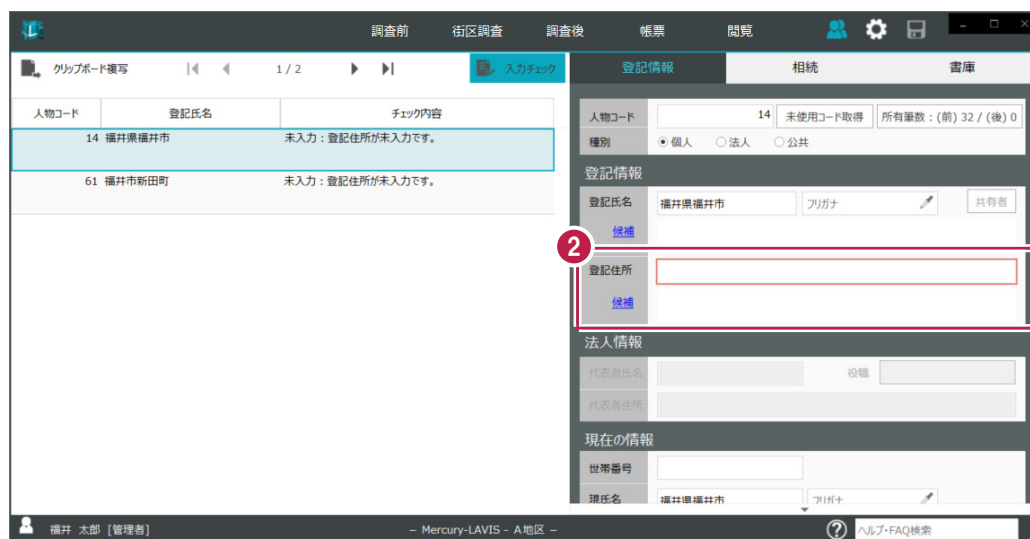 調査前 街区調査 調査後 帳票 閲覧
クリップボード複写 1 / 2 入力チェック
人物コード 登記氏名 チェック内容
14 福井県福井市 未入力：登記住所が未入力です。
61 福井市新田町 未入力：登記住所が未入力です。
登記情報 相続 書庫
人物コード 14 未使用コード取得 所有筆数：(前) 32 / (後) 0
種別 個人 法人 公共
登記情報
登記氏名 福井県福井市 フリガナ 共有者
候補
2
登記住所
候補
法人情報
代表者氏名 役職
代表者住所
現在の情報
世帯番号
現氏名 福井県福井市 フリガナ
福井 太郎 [管理者] – Mercury-LAVIS - A地区 – ? ヘルプ・FAQ検索